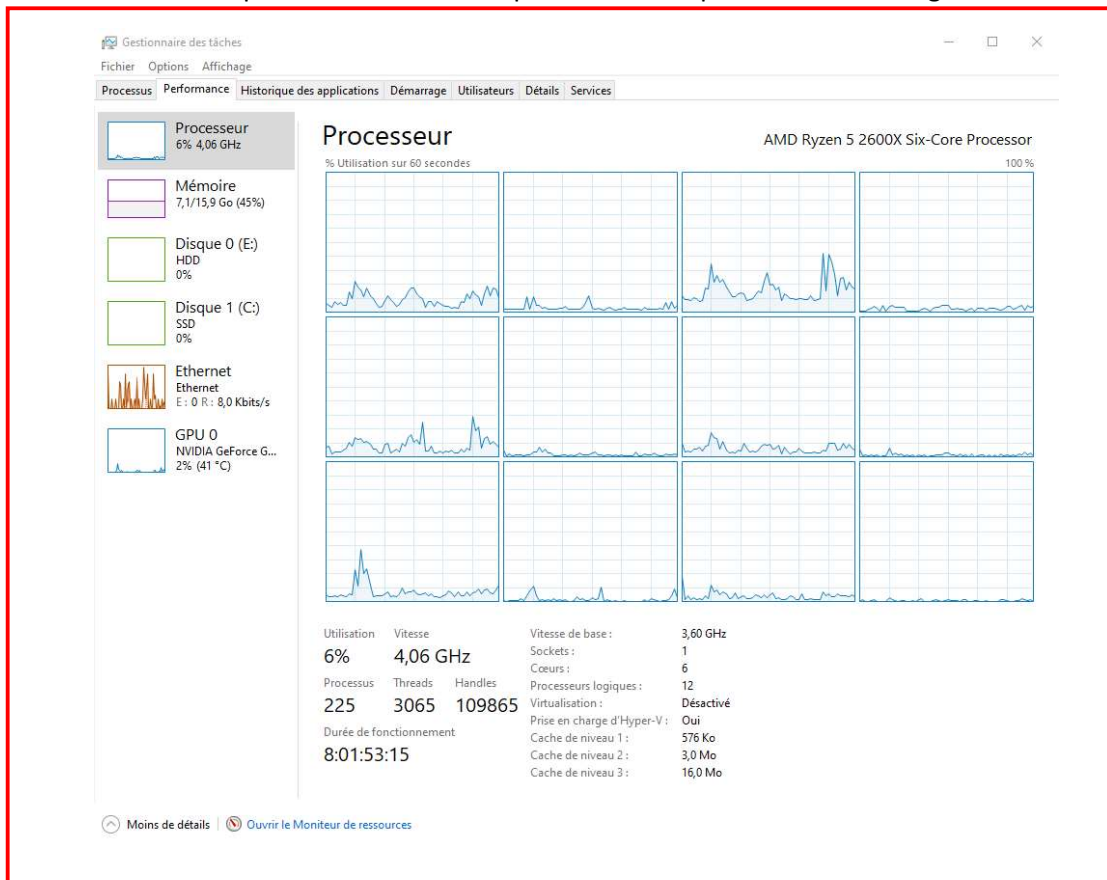 Gestionnaire des tâches
Fichier Options Affichage
Processus Performance Historique des applications Démarrage Utilisateurs Détails Services
Processeur
6% 4,06 GHz
Mémoire
7,1/15,9 Go (45%)
Disque 0 (E:)
HDD
0%
Disque 1 (C:)
SSD
0%
Ethernet
Ethernet
E : 0 R : 8,0 Kbits/s
GPU 0
NVIDIA GeForce G...
2% (41 °C)
Processeur
AMD Ryzen 5 2600X Six-Core Processor
% Utilisation sur 60 secondes
100 %
Utilisation Vitesse
6% 4,06 GHz
Processus Threads Handles
225 3065 109865
Durée de fonctionnement
8:01:53:15
Vitesse de base : 3,60 GHz
Sockets : 1
Cœurs : 6
Processeurs logiques : 12
Virtualisation : Désactivé
Prise en charge d'Hyper-V : Oui
Cache de niveau 1 : 576 Ko
Cache de niveau 2 : 3,0 Mo
Cache de niveau 3 : 16,0 Mo
Moins de détails
Ouvrir le Moniteur de ressources